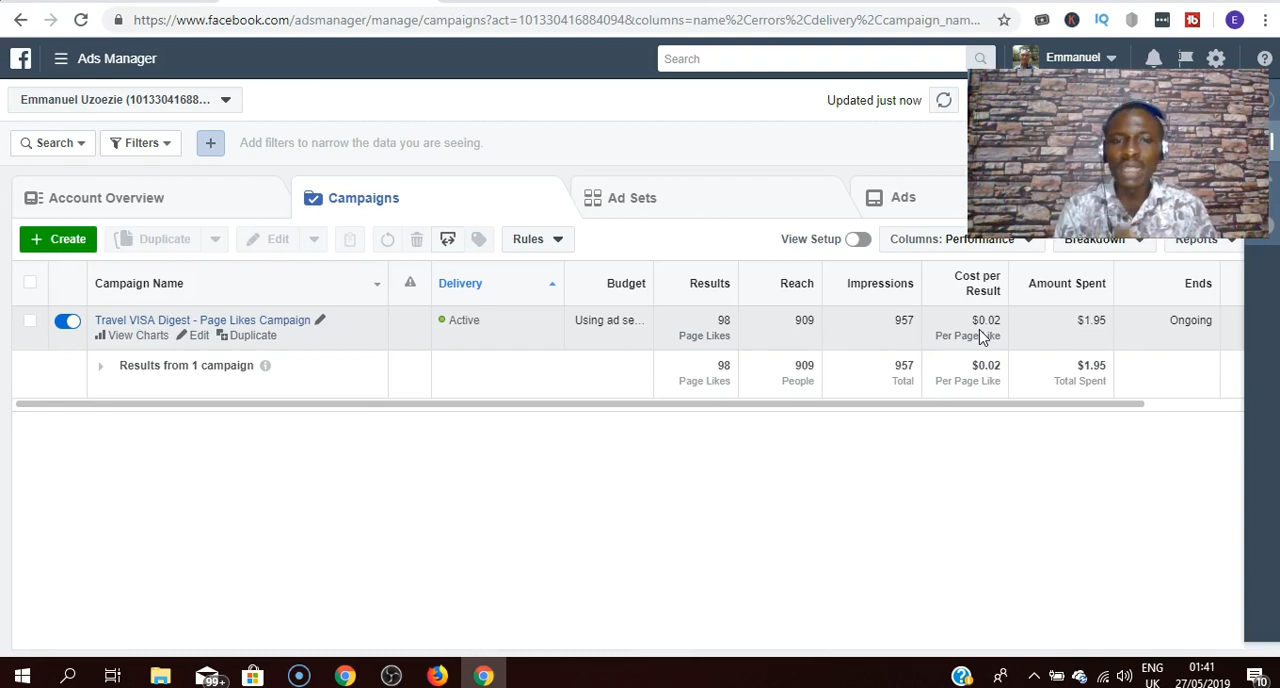 https://www.facebook.com/adsmanager/manage/campaigns?act=101330416884094&columns=name%2Cerrors%2Cdelivery%2Ccampaign_nam...
K
IQ
tb
E
f
Ads Manager
Search
Emmanuel
Emmanuel Uzoezie (10133041688...
Updated just now
Search
Filters
+
Add filters to narrow the data you are seeing.
Account Overview
Campaigns
Ad Sets
Ads
+ Create
Duplicate
Edit
Rules
View Setup
Columns: Performance
Breakdown
Reports
Campaign Name
Delivery
Budget
Results
Reach
Impressions
Cost per
Result
Amount Spent
Ends
Travel VISA Digest - Page Likes Campaign
Active
Using ad se...
98
909
957
$0.02
$1.95
Ongoing
View Charts Edit Duplicate
Page Likes
Per Page Like
Results from 1 campaign
98
909
957
$0.02
$1.95
Page Likes
People
Total
Per Page Like
Total Spent
99+
ENG
UK
01:41
27/05/2019
10